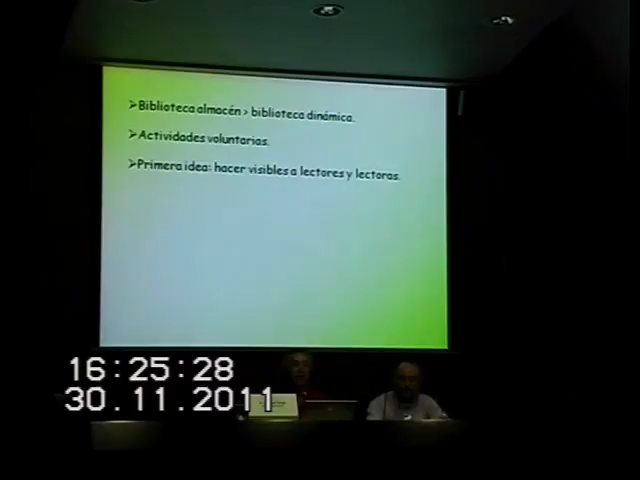 ➢Biblioteca almacén > biblioteca dinámica.
➢Actividades voluntarias.
➢Primera idea: hacer visibles a lectores y lectoras.
16:25:28
30.11.2011